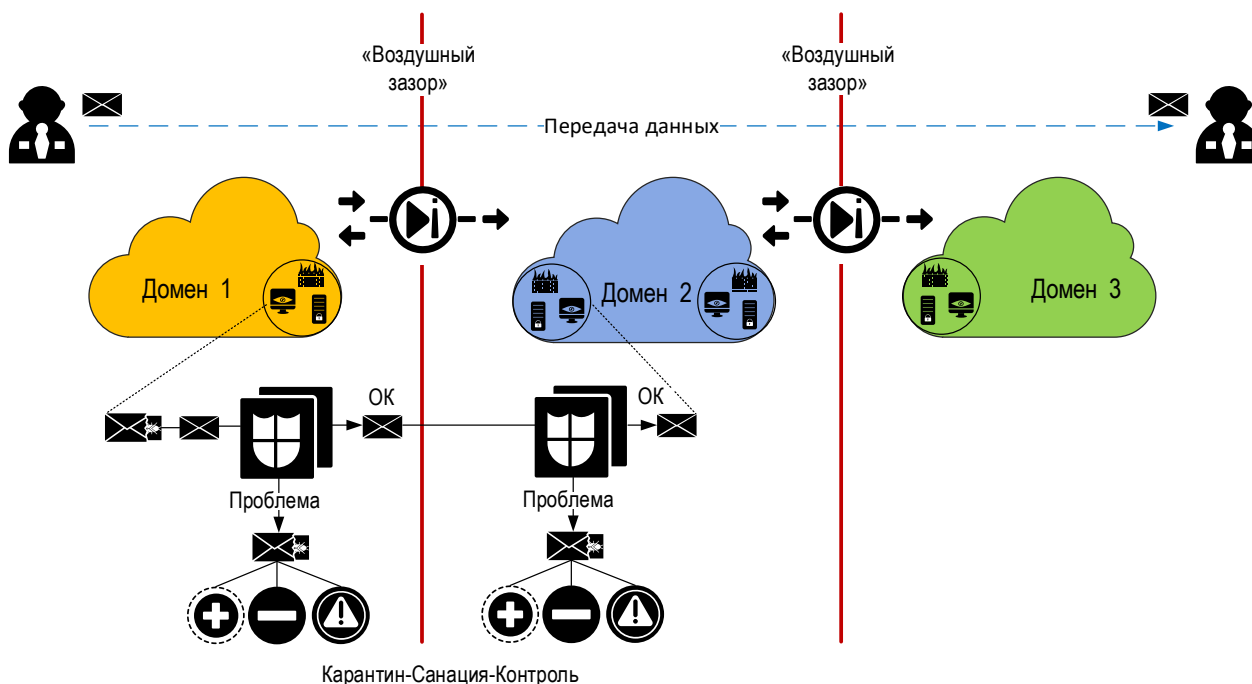 «Воздушный
зазор»
«Воздушный
зазор»
Передача данных
Домен 1
Домен 2
Домен 3
ОК
ОК
Проблема
Проблема
Карантин-Санация-Контроль